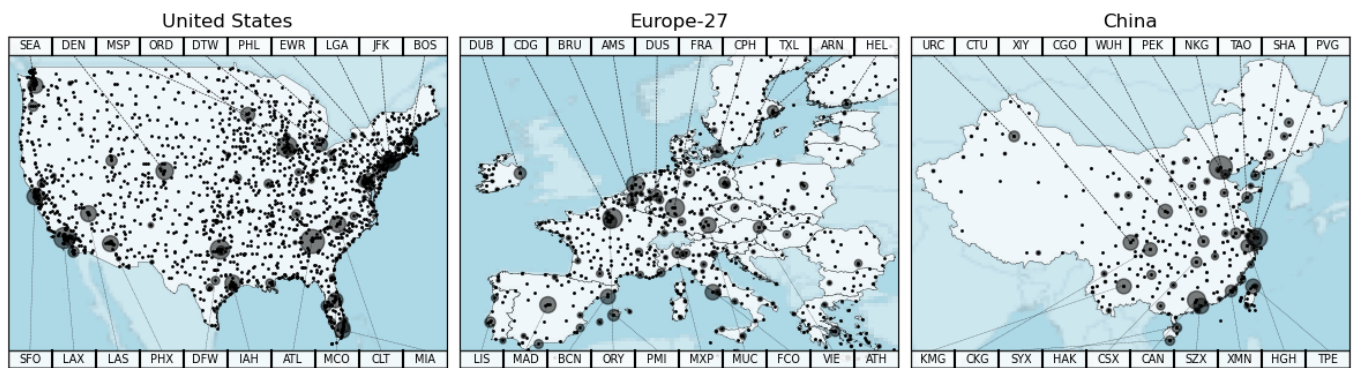 United States Europe-27 China
SEA DEN MSP ORD DTW PHL EWR LGA JFK BOS DUB CDG BRU AMS DUS FRA CPH TXL ARN HEL URC CTU XIY CGO WUH PEK NKG TAO SHA PVG
SFO LAX LAS PHX DFW IAH ATL MCO CLT MIA LIS MAD BCN ORY PMI MXP MUC FCO VIE ATH KMG CKG SYX HAK CSX CAN SZX XMN HGH TPE